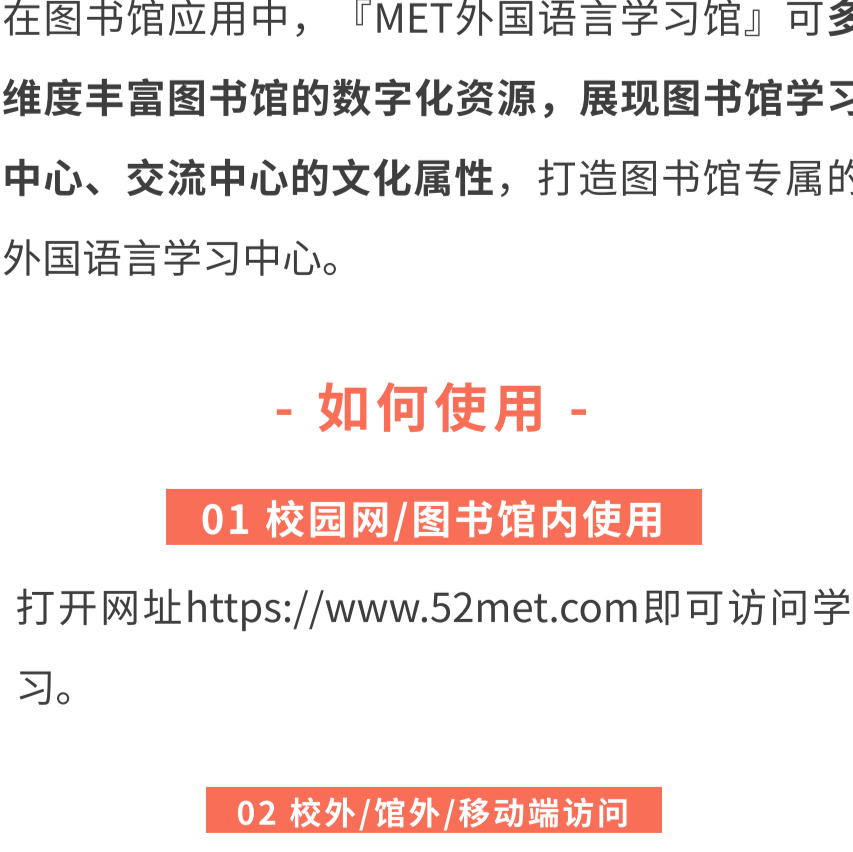 在图书馆应用中，『MET外国语言学习馆』可多
维度丰富图书馆的数字化资源，展现图书馆学习
中心、交流中心的文化属性，打造图书馆专属的
外国语言学习中心。
- 如何使用 -
01 校园网/图书馆内使用
打开网址https://www.52met.com即可访问学
习。
02 校外/馆外/移动端访问